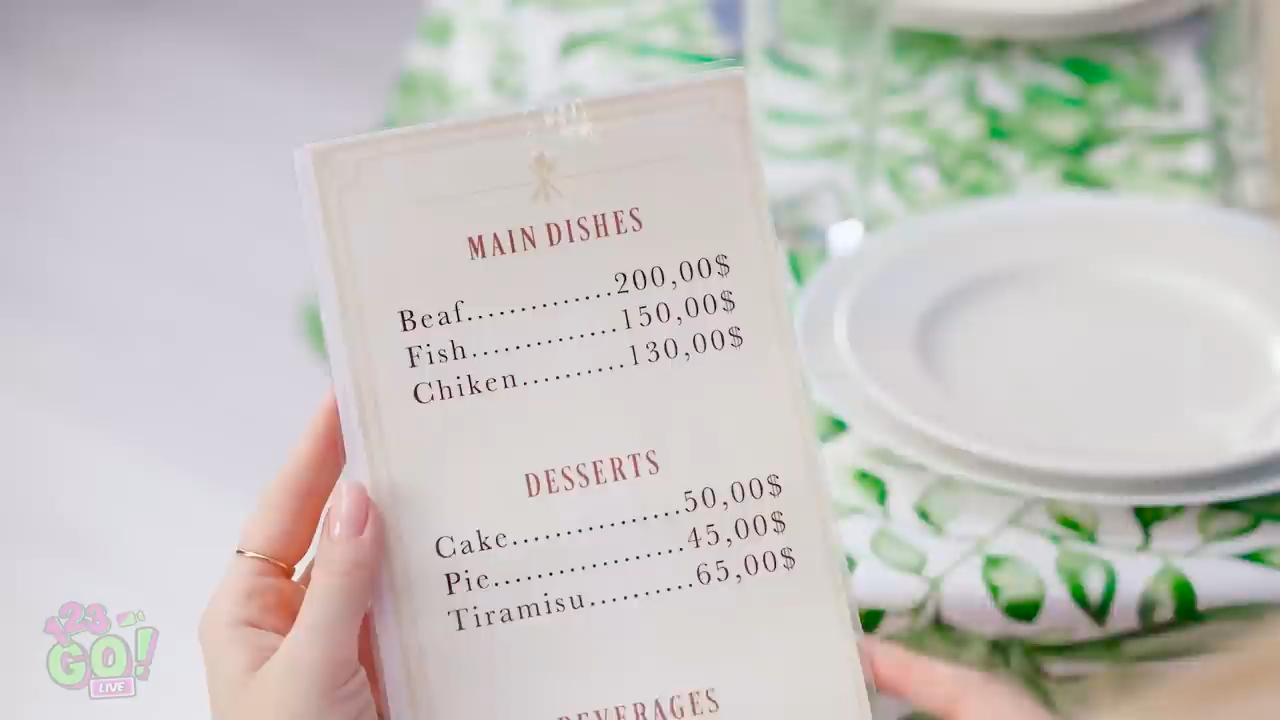 MAIN DISHES
Beaf..............200,00$
Fish..............150,00$
Chiken..........130,00$
DESSERTS
Cake................50,00$
Pie..................45,00$
Tiramisu..........65,00$
BEVERAGES
123
GO!
LIVE